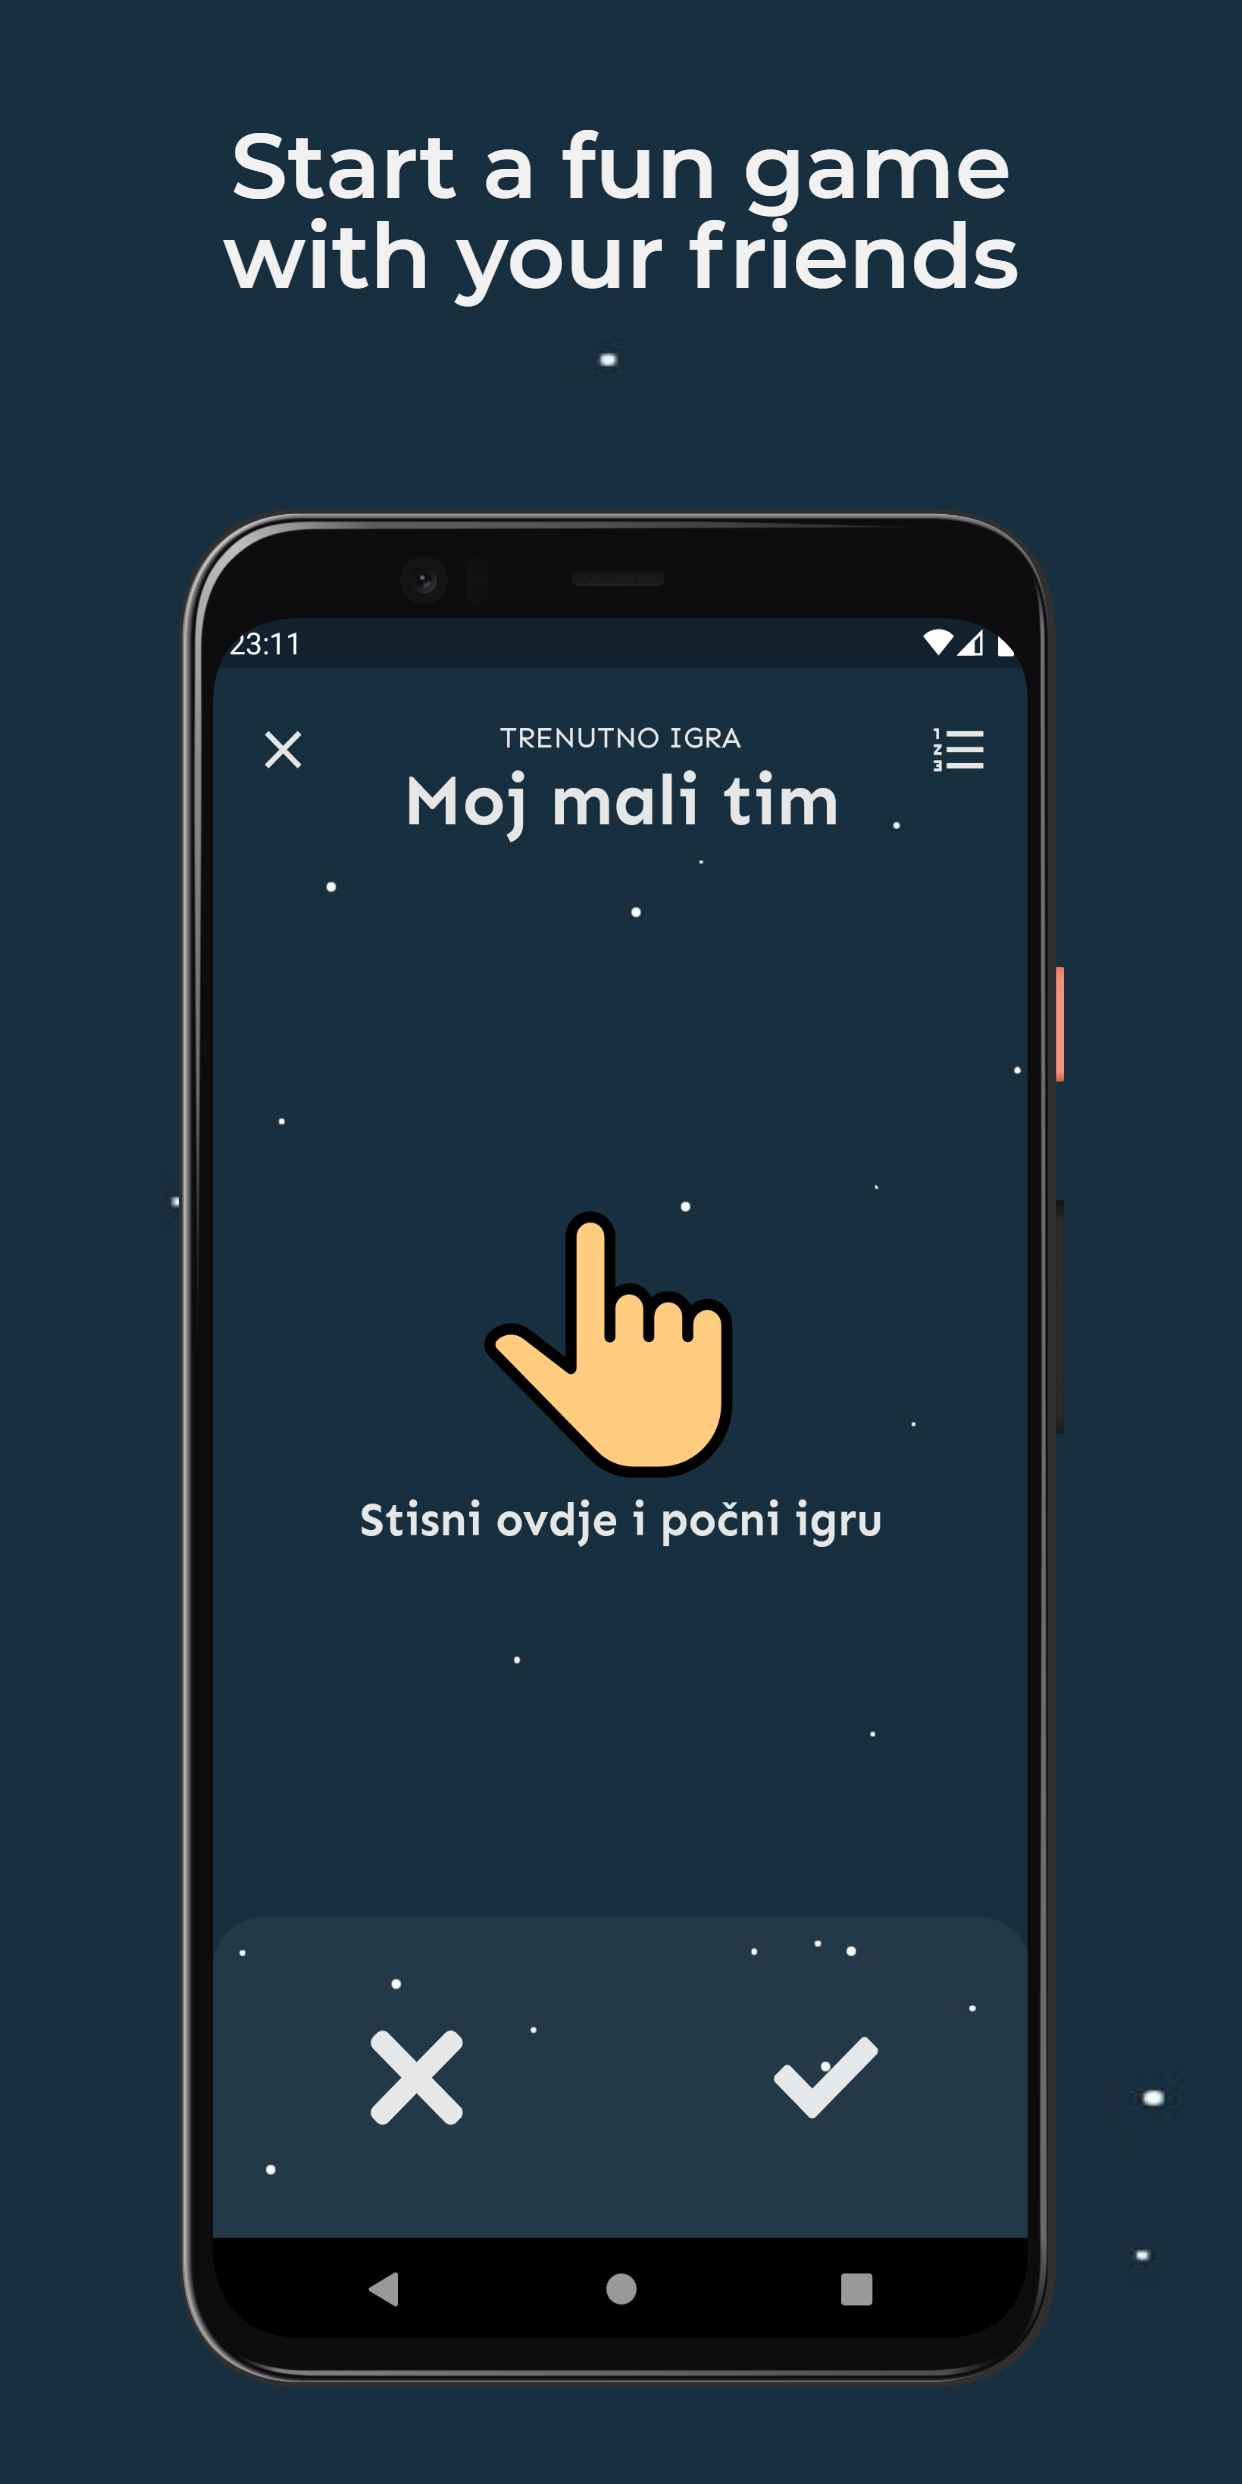 Start a fun game
with your friends
23:11
TRENUTNO IGRA
1
2
3
Moj mali tim
Stisni ovdje i počni igru